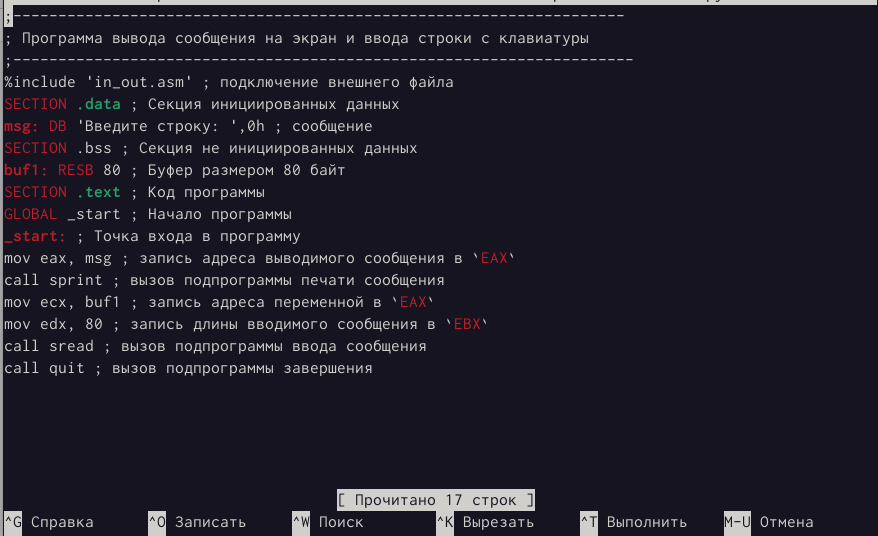 ;--------------------------------------------------------------------
; Программа вывода сообщения на экран и ввода строки с клавиатуры
;---------------------------------------------------------------------
%include 'in_out.asm' ; подключение внешнего файла
SECTION .data ; Секция инициированных данных
msg: DB 'Введите строку: ',0h ; сообщение
SECTION .bss ; Секция не инициированных данных
buf1: RESB 80 ; Буфер размером 80 байт
SECTION .text ; Код программы
GLOBAL _start ; Начало программы
_start: ; Точка входа в программу
mov eax, msg ; запись адреса выводимого сообщения в `EAX`
call sprint ; вызов подпрограммы печати сообщения
mov ecx, buf1 ; запись адреса переменной в `EAX`
mov edx, 80 ; запись длины вводимого сообщения в `EBX`
call sread ; вызов подпрограммы ввода сообщения
call quit ; вызов подпрограммы завершения
[ Прочитано 17 строк ]
^G Справка ^O Записать ^W Поиск ^K Вырезать ^T Выполнить M-U Отмена